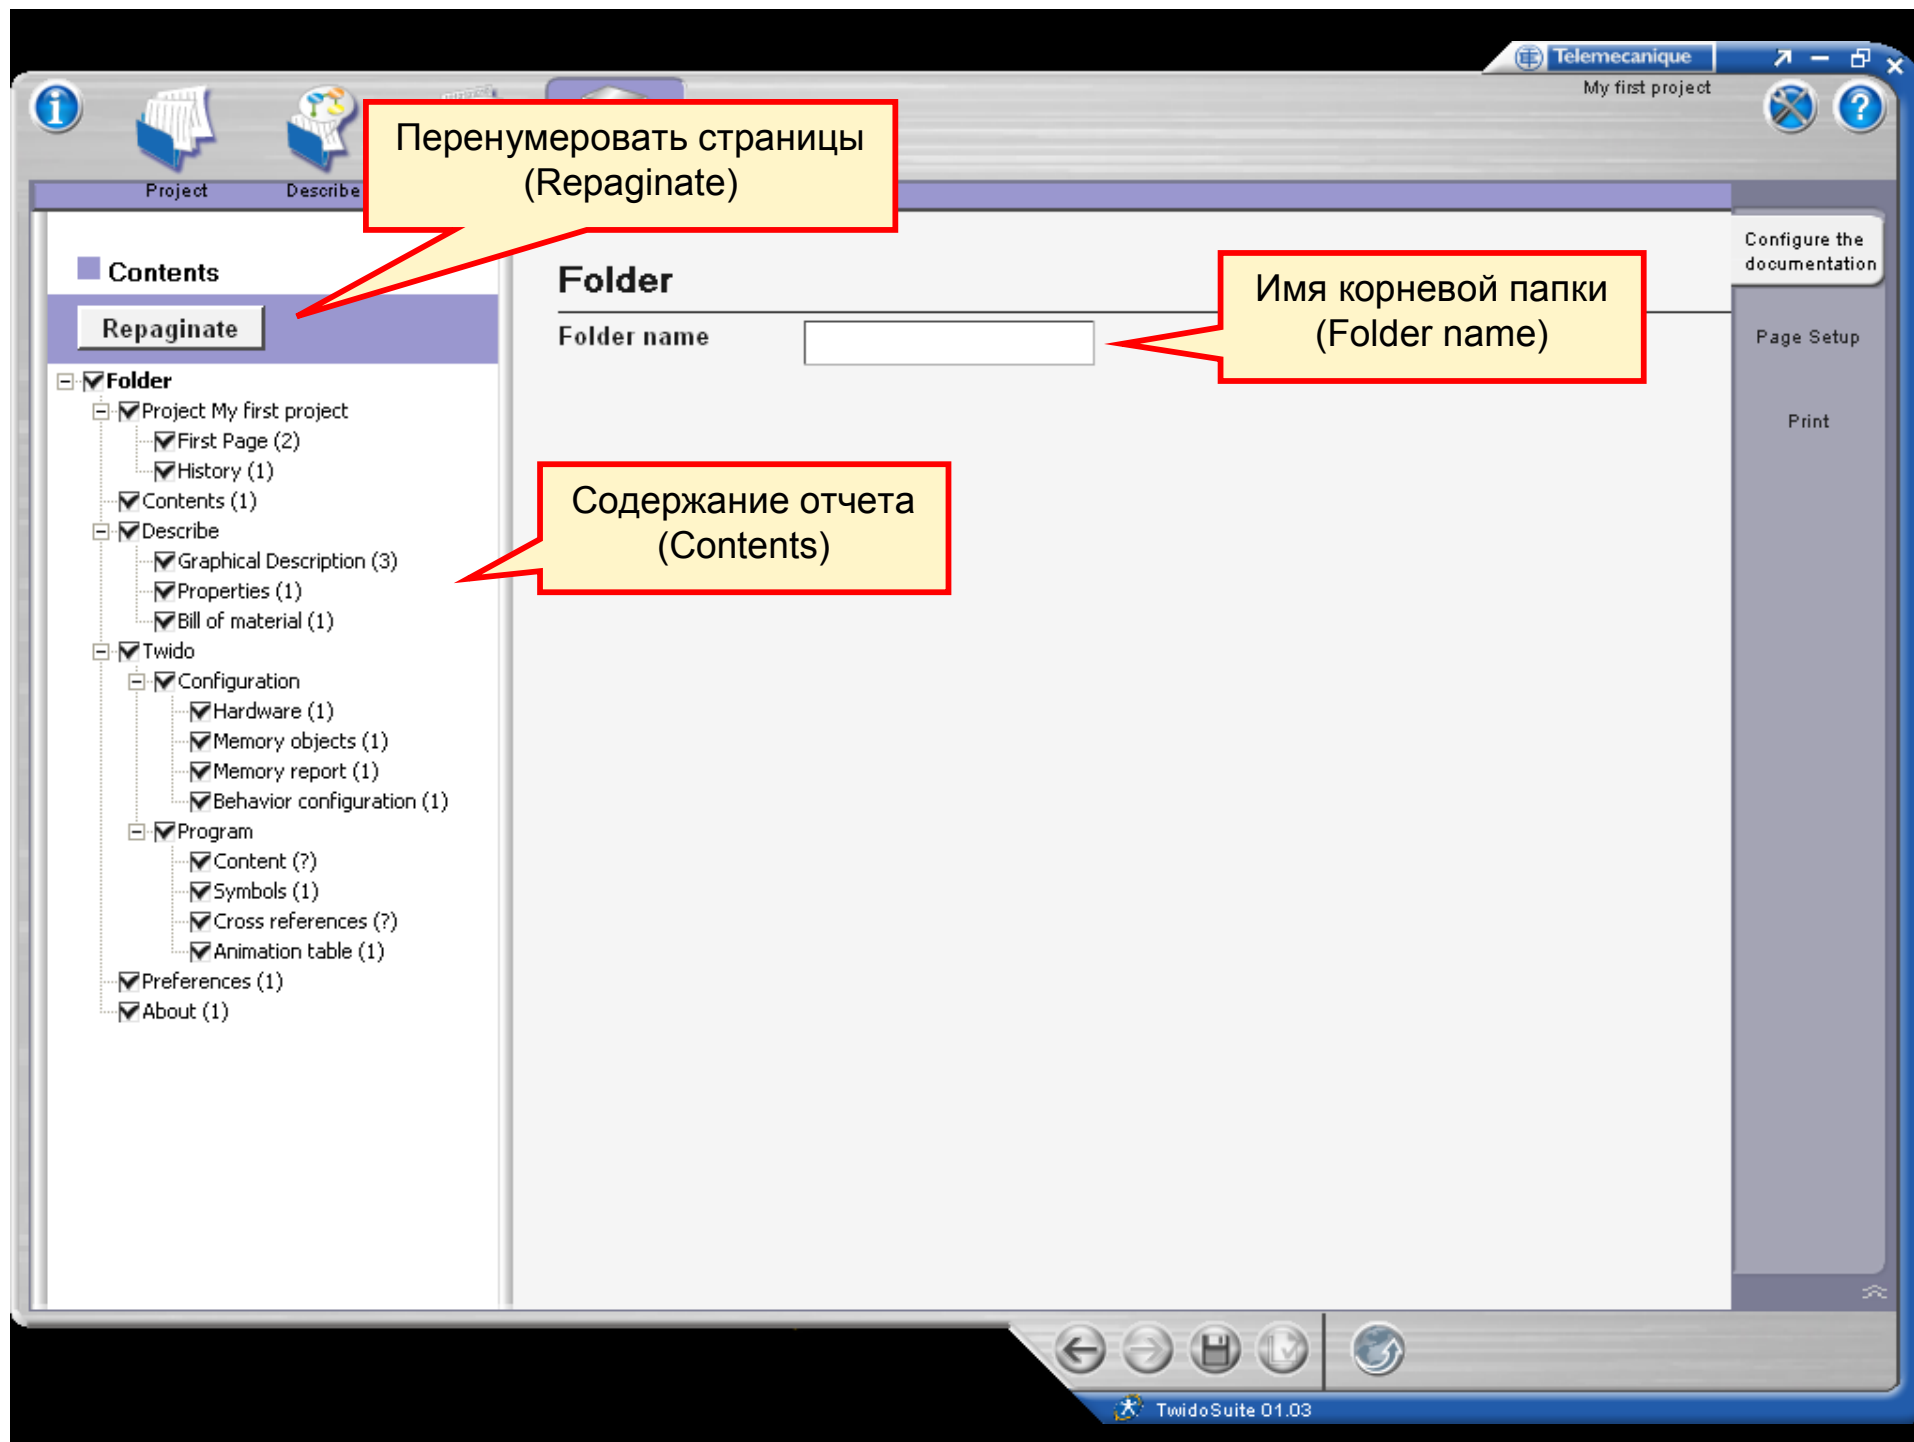 Telemecanique
My first project
Перенумеровать страницы
(Repaginate)
Project
Describe
Contents
Repaginate
Folder
Folder name
Имя корневой папки
(Folder name)
Configure the
documentation
Page Setup
Print
Folder
Project My first project
First Page (2)
History (1)
Contents (1)
Describe
Graphical Description (3)
Properties (1)
Bill of material (1)
Twido
Configuration
Hardware (1)
Memory objects (1)
Memory report (1)
Behavior configuration (1)
Program
Content (?)
Symbols (1)
Cross references (?)
Animation table (1)
Preferences (1)
About (1)
Содержание отчета
(Contents)
TwidoSuite 01.03